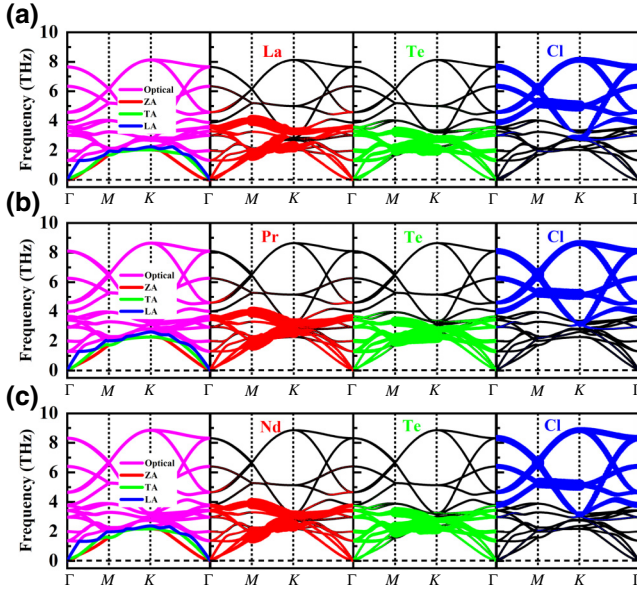 (a)
10
8
6
4
2
0
Frequency (THz)
Optical
ZA
TA
LA
La
Te
Cl
Γ M K Γ M K Γ M K Γ M K Γ
(b)
10
8
6
4
2
0
Frequency (THz)
Optical
ZA
TA
LA
Pr
Te
Cl
Γ M K Γ M K Γ M K Γ M K Γ
(c)
10
8
6
4
2
0
Frequency (THz)
Optical
ZA
TA
LA
Nd
Te
Cl
Γ M K Γ M K Γ M K Γ M K Γ